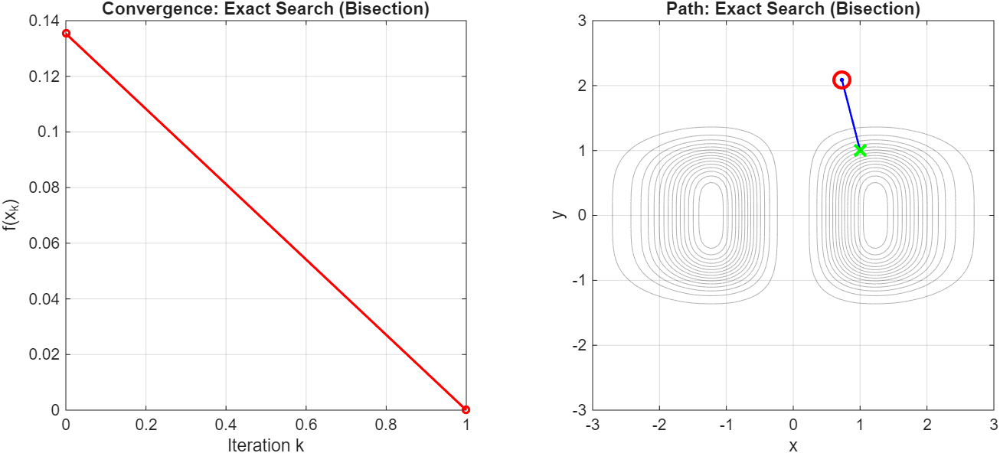 Convergence: Exact Search (Bisection)
0.14
0.12
0.1
0.08
0.06
0.04
0.02
0
f(xₖ)
0 0.2 0.4 0.6 0.8 1
Iteration k
Path: Exact Search (Bisection)
3
2
1
0
-1
-2
-3
y
-3 -2 -1 0 1 2 3
x